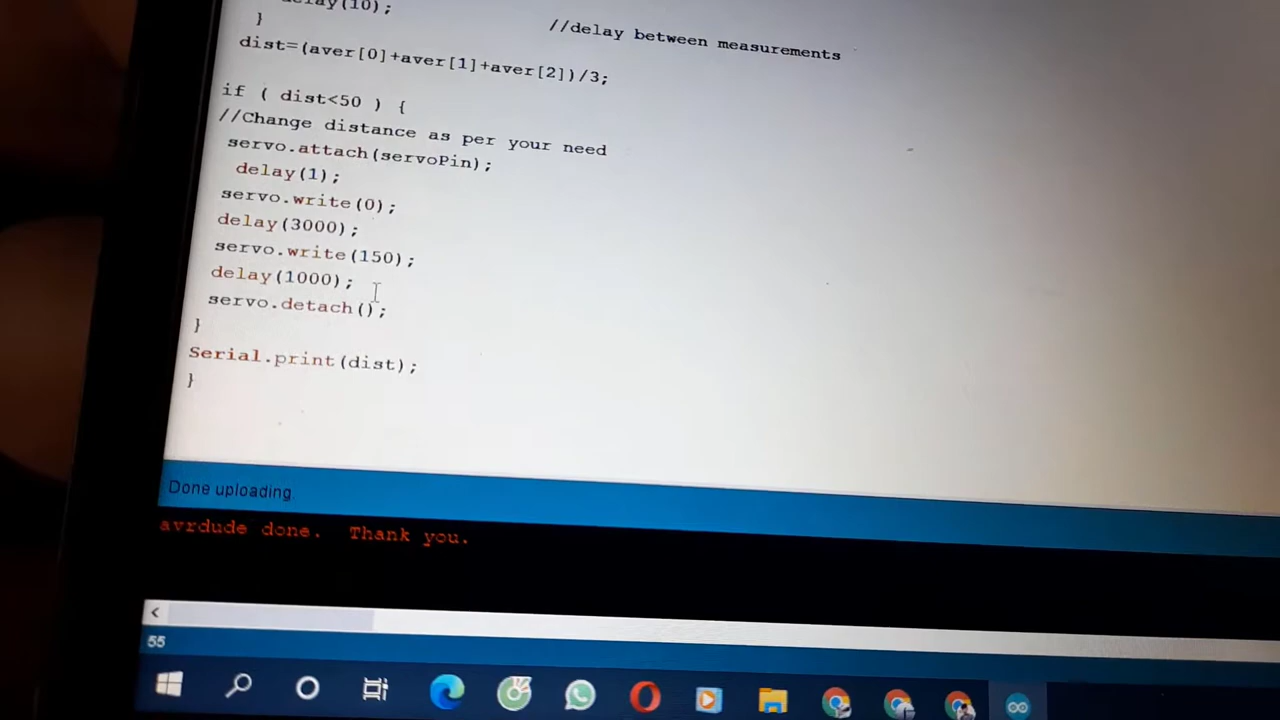 delay(10);
}
//delay between measurements
dist=(aver[0]+aver[1]+aver[2])/3;
if ( dist<50 ) {
//Change distance as per your need
servo.attach(servoPin);
delay(1);
servo.write(0);
delay(3000);
servo.write(150);
delay(1000);
servo.detach();
}
Serial.print(dist);
}
Done uploading
avrdude done.  Thank you.
55